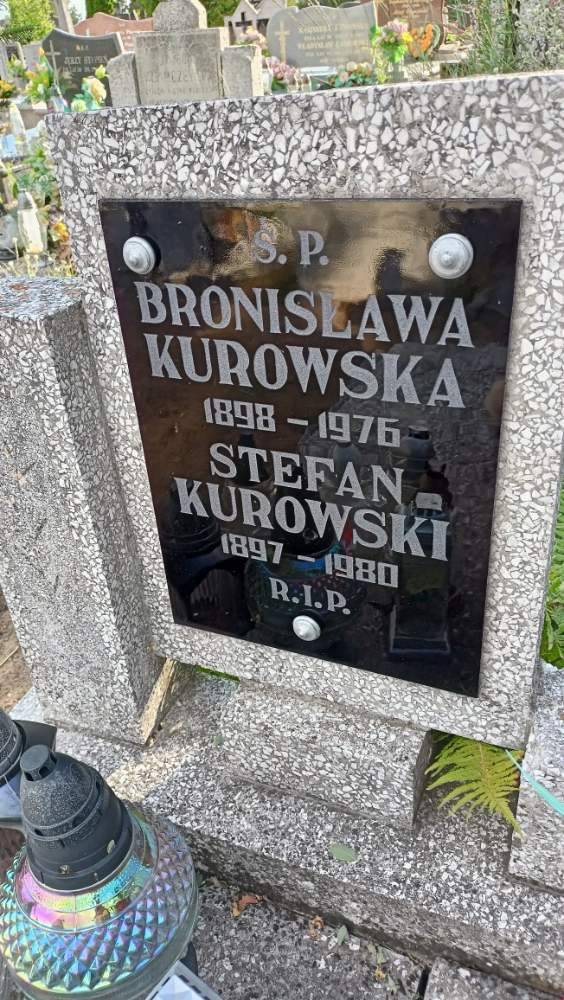 Ś. P.
BRONISŁAWA
KUROWSKA
1898 – 1976
STEFAN
KUROWSKI
1897 – 1980
R.I.P.